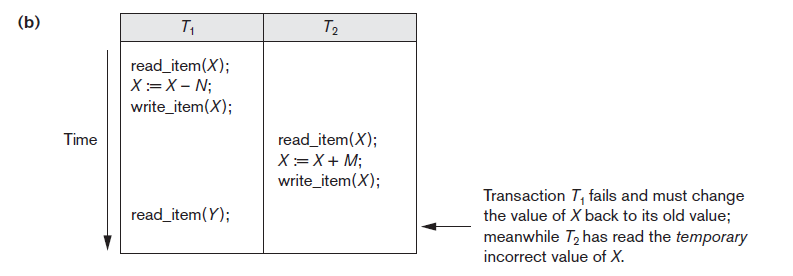 (b)
T₁ T₂
read_item(X);
X := X – N;
write_item(X);
Time
read_item(X);
X := X + M;
write_item(X);
read_item(Y);
Transaction T₁ fails and must change
the value of X back to its old value;
meanwhile T₂ has read the temporary
incorrect value of X.